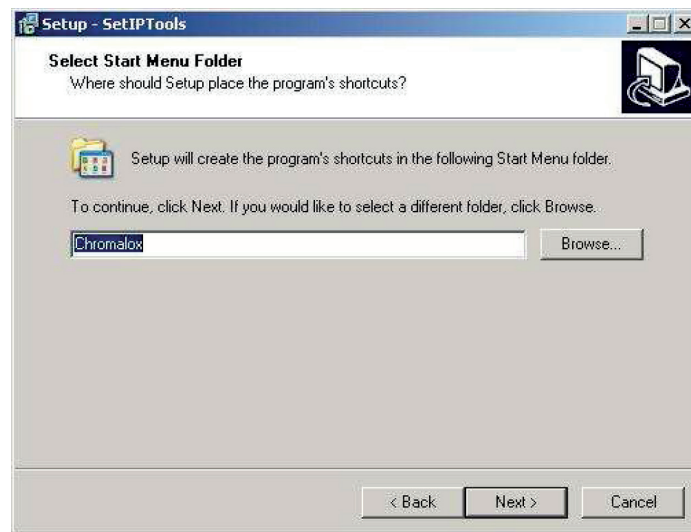 Setup - SetIPTools
Select Start Menu Folder
Where should Setup place the program's shortcuts?
Setup will create the program's shortcuts in the following Start Menu folder.
To continue, click Next. If you would like to select a different folder, click Browse.
Chromalox
Browse...
< Back
Next >
Cancel